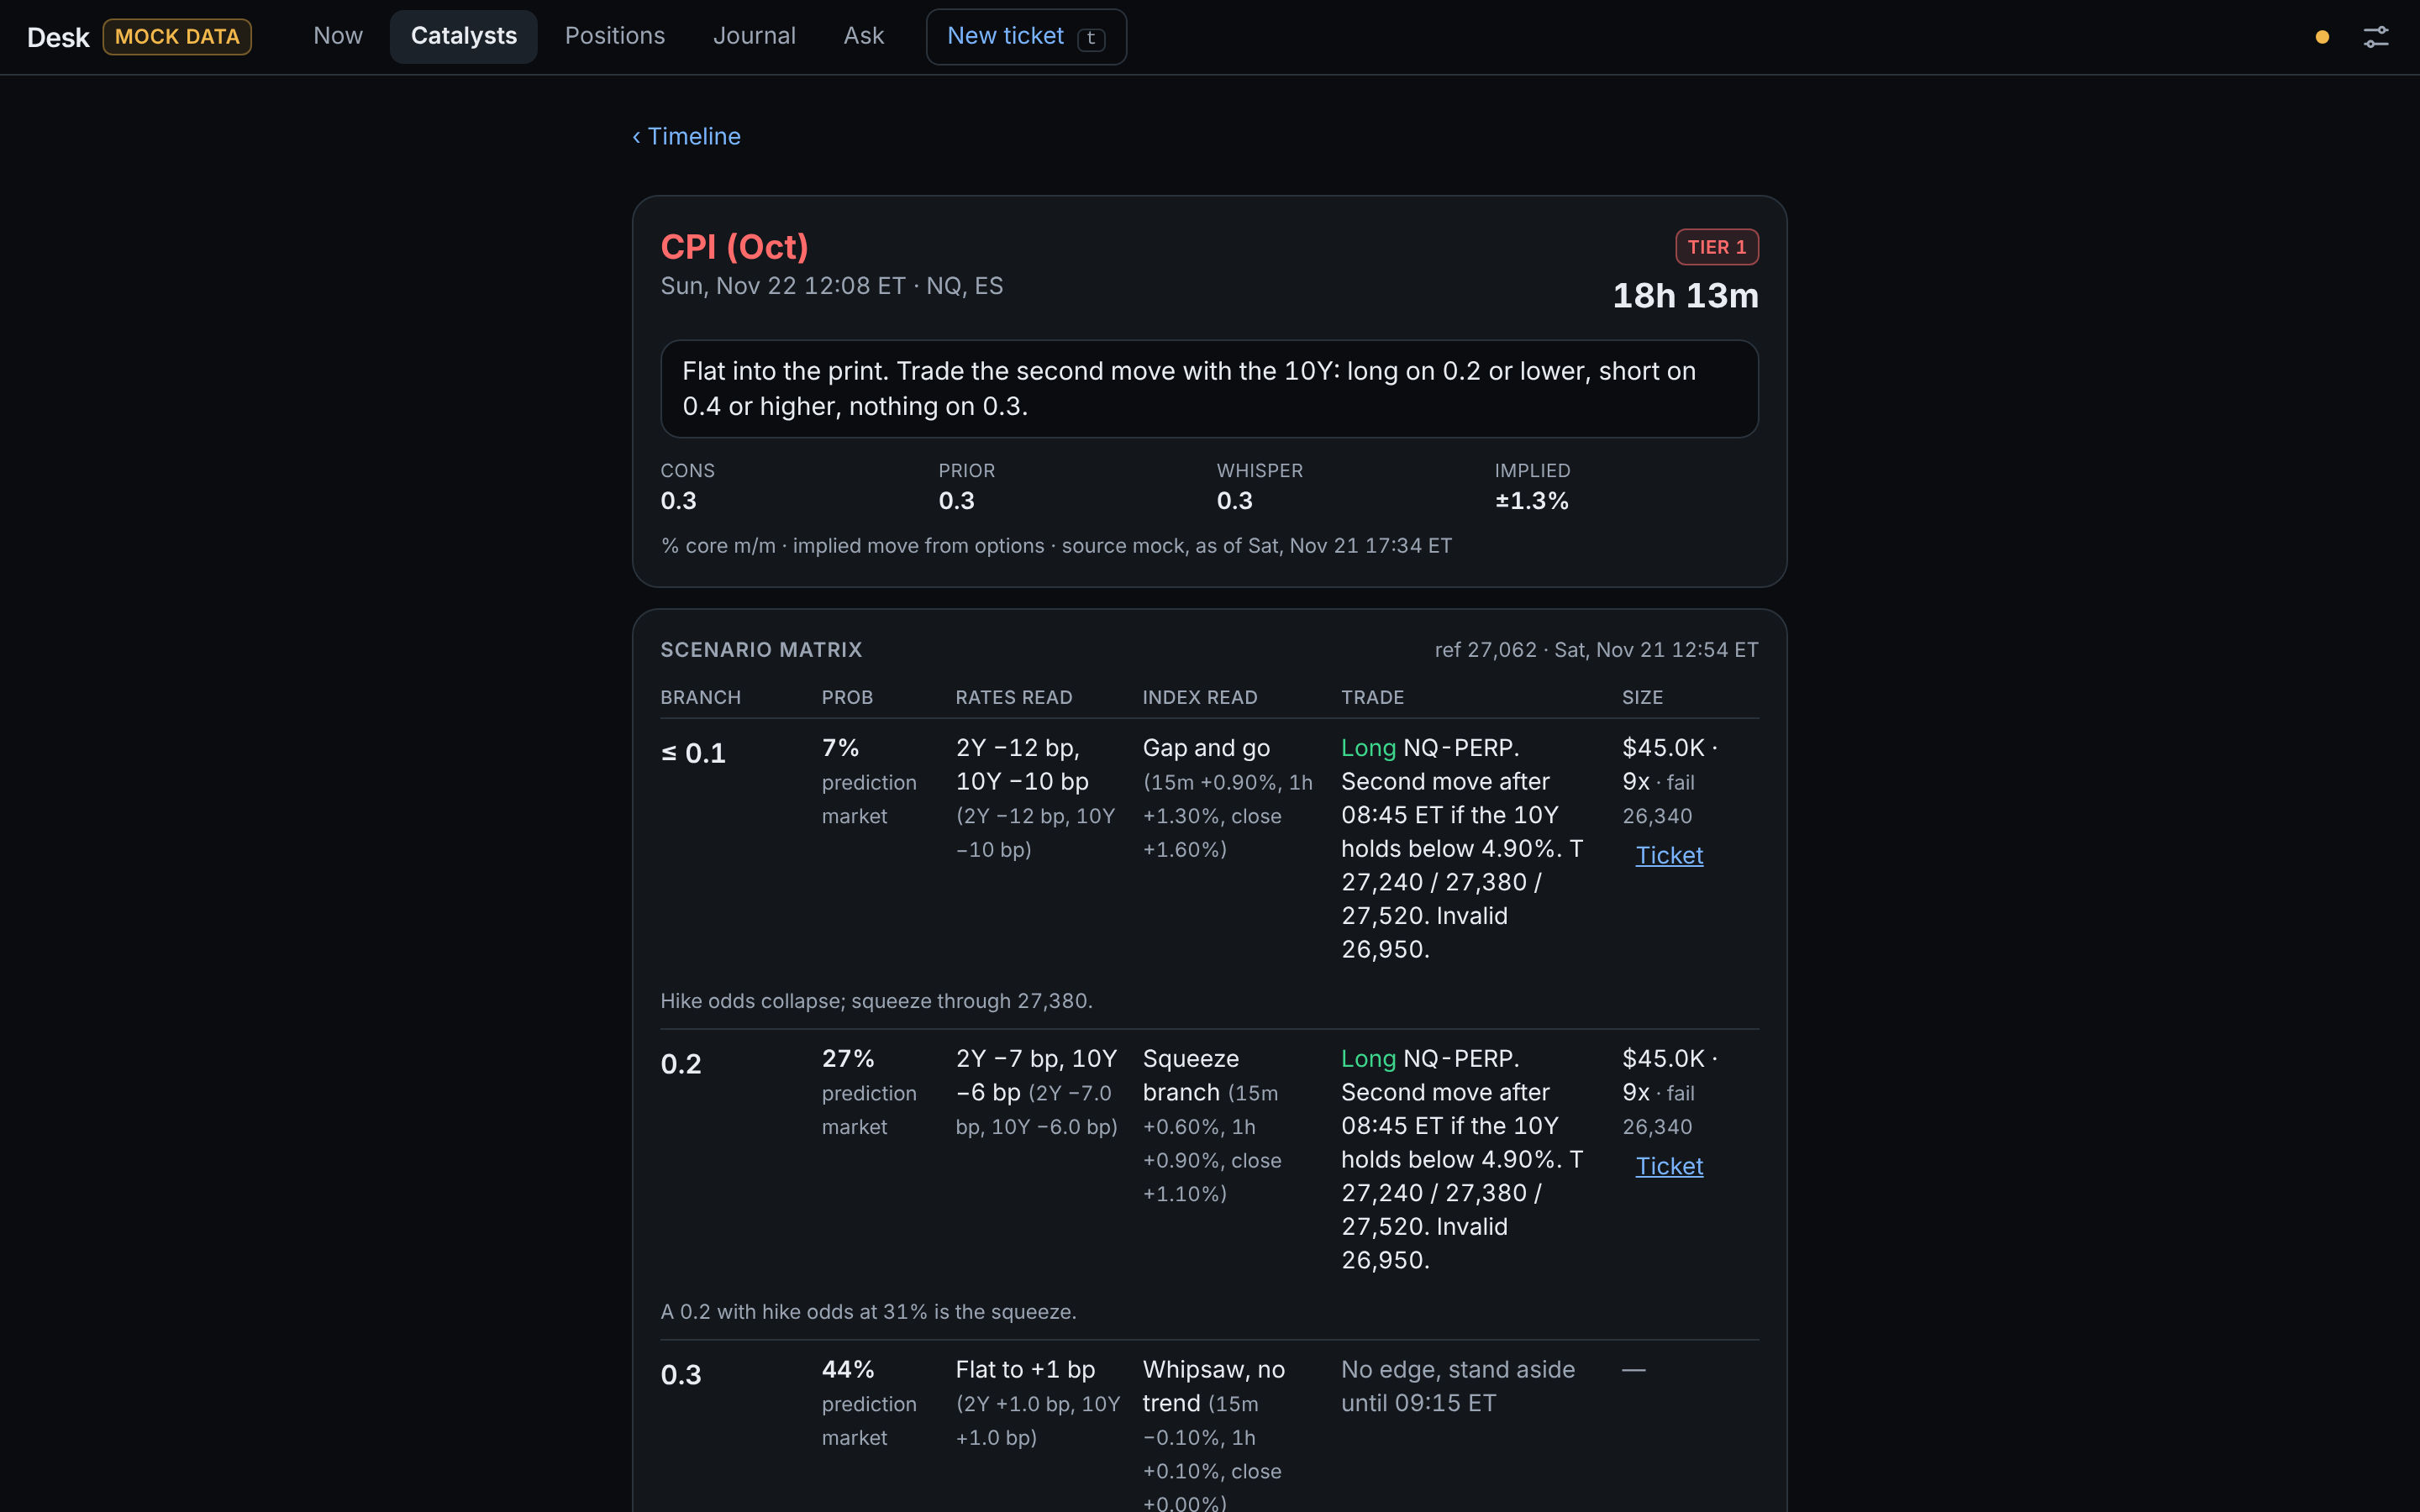 Desk MOCK DATA Now Catalysts Positions Journal Ask New ticket t
‹ Timeline
CPI (Oct) TIER 1
Sun, Nov 22 12:08 ET · NQ, ES 18h 13m
Flat into the print. Trade the second move with the 10Y: long on 0.2 or lower, short on
0.4 or higher, nothing on 0.3.
CONS PRIOR WHISPER IMPLIED
0.3 0.3 0.3 ±1.3%
% core m/m · implied move from options · source mock, as of Sat, Nov 21 17:34 ET
SCENARIO MATRIX ref 27,062 · Sat, Nov 21 12:54 ET
BRANCH PROB RATES READ INDEX READ TRADE SIZE
≤ 0.1
7%
prediction
market
2Y −12 bp,
10Y −10 bp
(2Y −12 bp, 10Y
−10 bp)
Gap and go
(15m +0.90%, 1h
+1.30%, close
+1.60%)
Long NQ-PERP.
Second move after
08:45 ET if the 10Y
holds below 4.90%. T
27,240 / 27,380 /
27,520. Invalid
26,950.
$45.0K ·
9x · fail
26,340
Ticket
Hike odds collapse; squeeze through 27,380.
0.2
27%
prediction
market
2Y −7 bp, 10Y
−6 bp (2Y −7.0
bp, 10Y −6.0 bp)
Squeeze
branch (15m
+0.60%, 1h
+0.90%, close
+1.10%)
Long NQ-PERP.
Second move after
08:45 ET if the 10Y
holds below 4.90%. T
27,240 / 27,380 /
27,520. Invalid
26,950.
$45.0K ·
9x · fail
26,340
Ticket
A 0.2 with hike odds at 31% is the squeeze.
0.3
44%
prediction
market
Flat to +1 bp
(2Y +1.0 bp, 10Y
+1.0 bp)
Whipsaw, no
trend (15m
−0.10%, 1h
+0.10%, close
+0.00%)
No edge, stand aside
until 09:15 ET
—